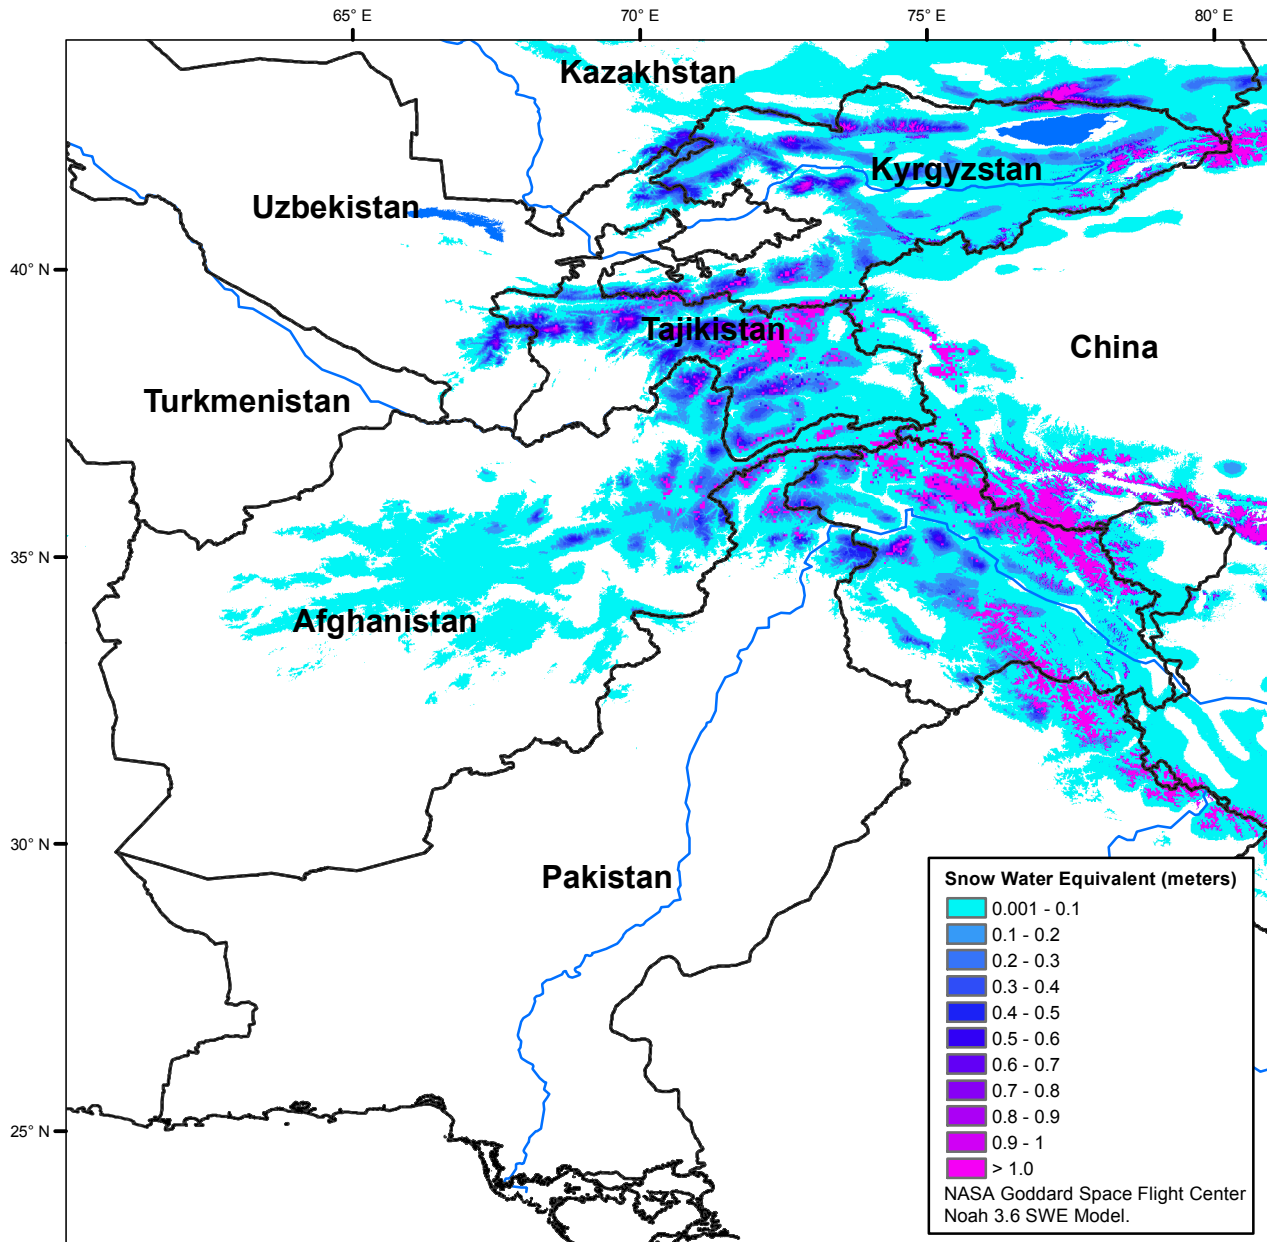 65° E
70° E
75° E
80° E
Kazakhstan
Kyrgyzstan
Uzbekistan
40° N
Tajikistan
China
Turkmenistan
35° N
Afghanistan
30° N
Pakistan
25° N
Snow Water Equivalent (meters)
0.001 - 0.1
0.1 - 0.2
0.2 - 0.3
0.3 - 0.4
0.4 - 0.5
0.5 - 0.6
0.6 - 0.7
0.7 - 0.8
0.8 - 0.9
0.9 - 1
> 1.0
NASA Goddard Space Flight Center
Noah 3.6 SWE Model.